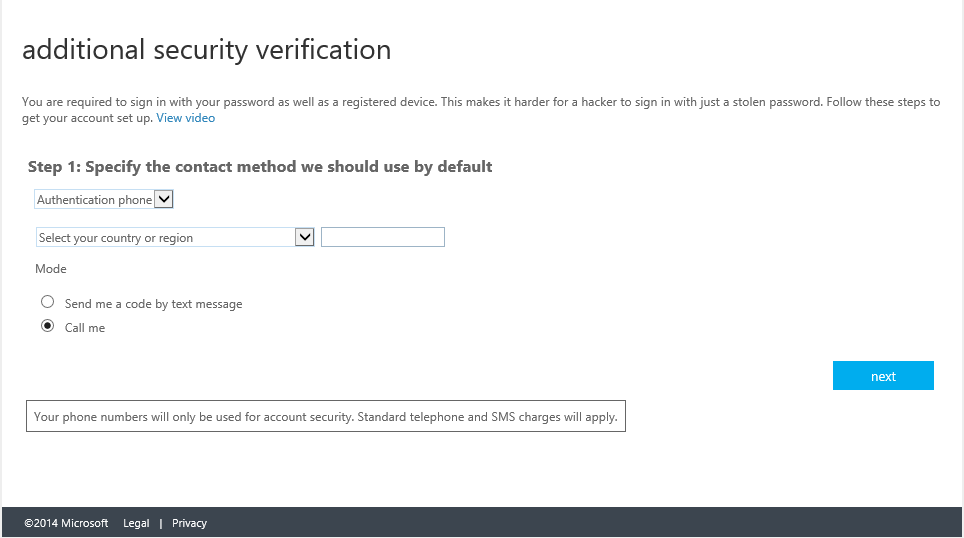 additional security verification
You are required to sign in with your password as well as a registered device. This makes it harder for a hacker to sign in with just a stolen password. Follow these steps to
get your account set up. View video
Step 1: Specify the contact method we should use by default
Authentication phone
Select your country or region
Mode
Send me a code by text message
Call me
next
Your phone numbers will only be used for account security. Standard telephone and SMS charges will apply.
©2014 Microsoft Legal | Privacy